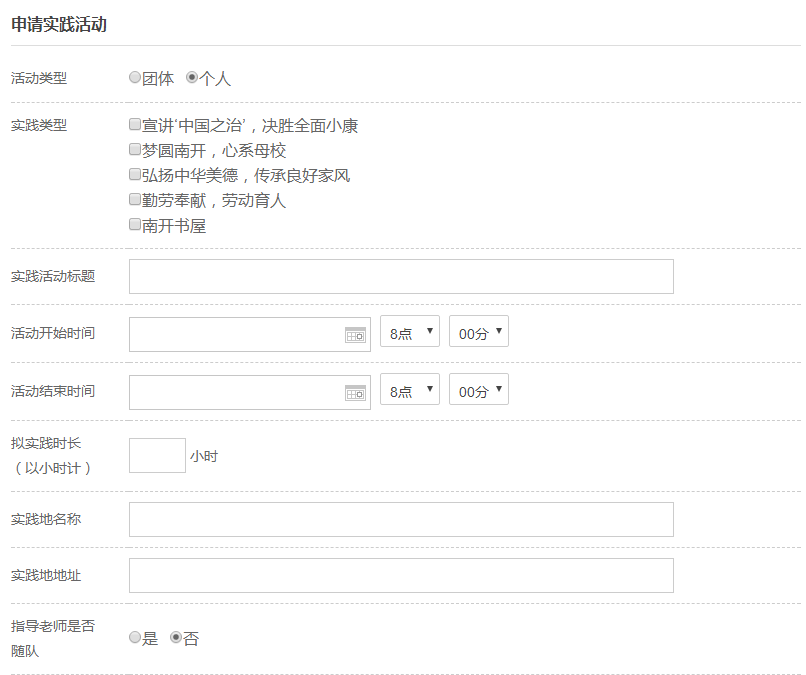 申请实践活动
活动类型 团体 个人
实践类型 宣讲‘中国之治’，决胜全面小康
梦圆南开，心系母校
弘扬中华美德，传承良好家风
勤劳奉献，劳动育人
南开书屋
实践活动标题
活动开始时间 8点 00分
活动结束时间 8点 00分
拟实践时长
（以小时计） 小时
实践地名称
实践地地址
指导老师是否
随队 是 否